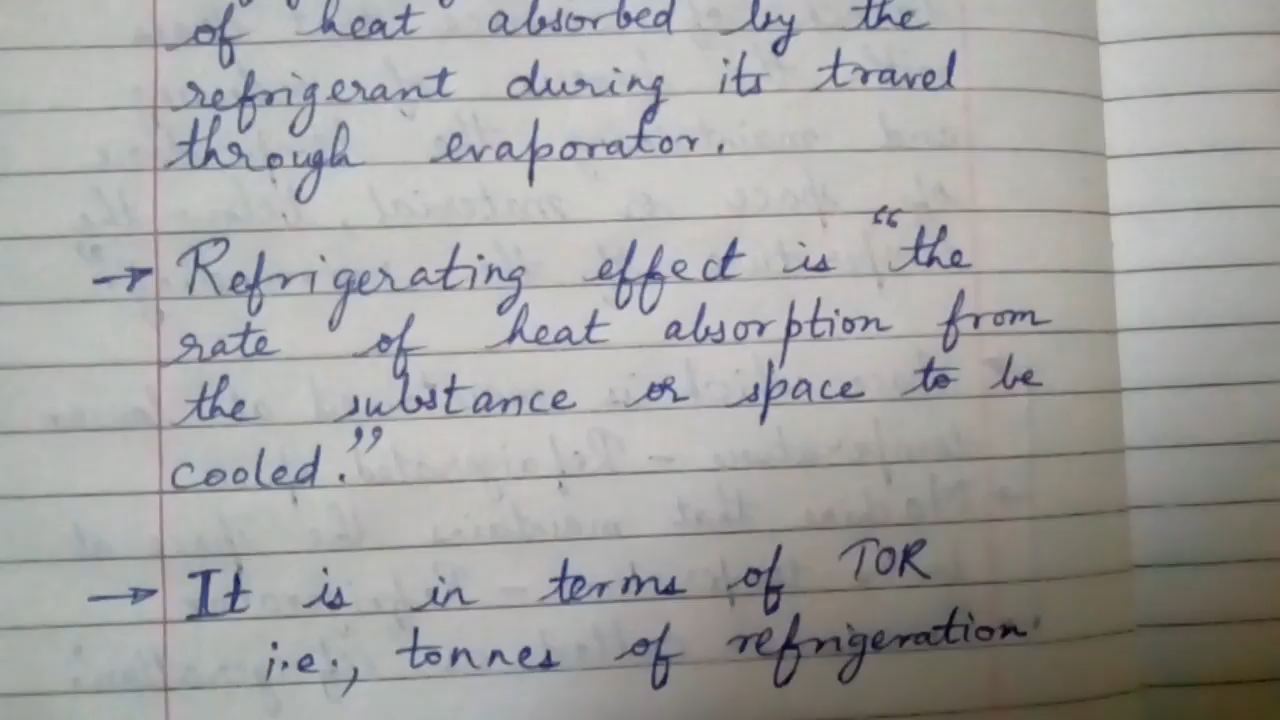 of heat absorbed by the
refrigerant during its travel
through evaporator.
→ Refrigerating effect is "the
rate of heat absorption from
the substance or space to be
cooled."
→ It is in terms of TOR
i.e., tonnes of refrigeration